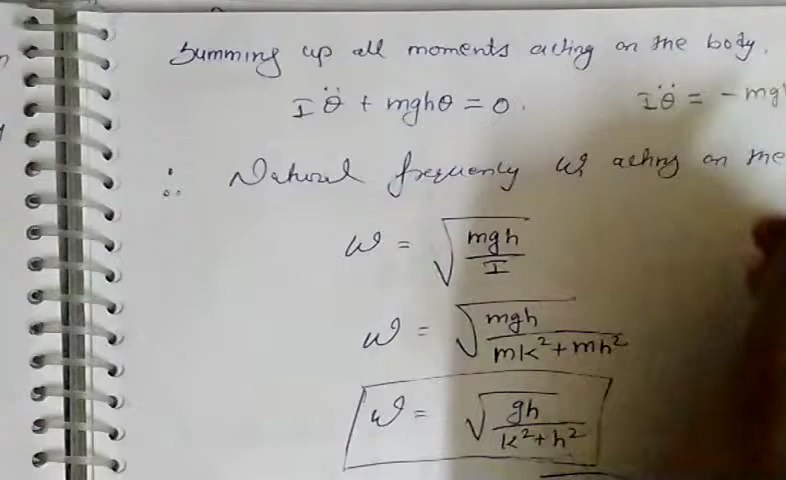 Summing up all moments acting on the body.
Iθ̈ + mghθ = 0. Iθ̈ = - mg
∴ Natural frequency ω acting on the
ω = √(mgh / I)
ω = √(mgh / mk² + mh²)
ω = √(gh / k² + h²)